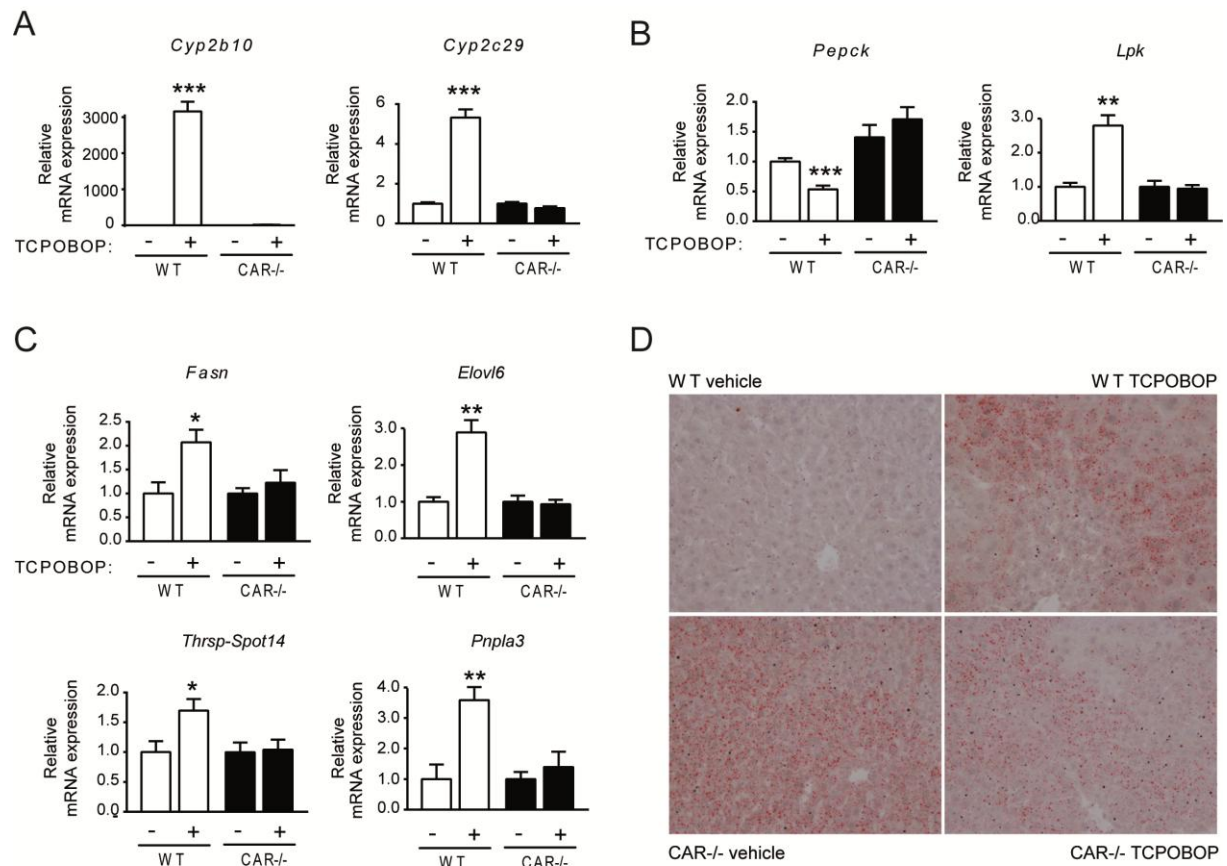 A
Cyp2b10
Relative
mRNA expression
3000
2000
1000
0
***
TCPOBOP:
- + - +
WT CAR-/-
Cyp2c29
Relative
mRNA expression
6
4
2
0
***
- + - +
WT CAR-/-
B
Pepck
Relative
mRNA expression
2.0
1.5
1.0
0.5
0.0
***
TCPOBOP:
- + - +
WT CAR-/-
Lpk
Relative
mRNA expression
3.0
2.0
1.0
0.0
**
- + - +
WT CAR-/-
C
Fasn
Relative
mRNA expression
2.5
2.0
1.5
1.0
0.5
0.0
*
TCPOBOP:
- + - +
WT CAR-/-
Elovl6
Relative
mRNA expression
3.0
2.0
1.0
0.0
**
- + - +
WT CAR-/-
Thrsp-Spot14
Relative
mRNA expression
2.0
1.5
1.0
0.5
0.0
*
- + - +
WT CAR-/-
Pnpla3
Relative
mRNA expression
4.0
3.0
2.0
1.0
0.0
**
- + - +
WT CAR-/-
D
WT vehicle WT TCPOBOP
CAR-/- vehicle CAR-/- TCPOBOP